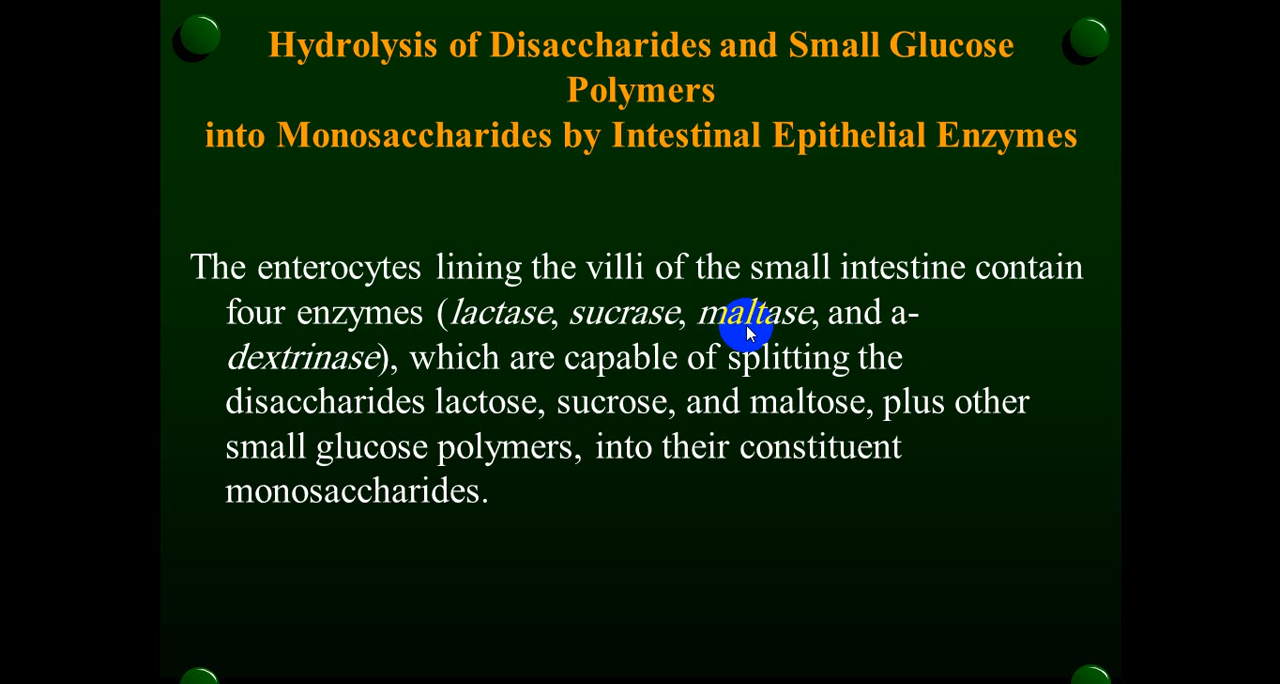 Hydrolysis of Disaccharides and Small Glucose
Polymers
into Monosaccharides by Intestinal Epithelial Enzymes
The enterocytes lining the villi of the small intestine contain
four enzymes (lactase, sucrase, maltase, and a-
dextrinase), which are capable of splitting the
disaccharides lactose, sucrose, and maltose, plus other
small glucose polymers, into their constituent
monosaccharides.